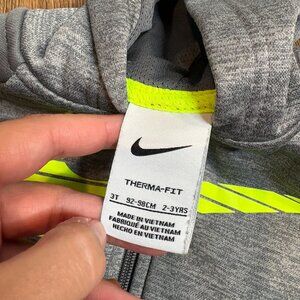 THERMA-FIT
3T 92-98CM 2-3YRS
MADE IN VIETNAM
FABRIQUÉ AU VIETNAM
HECHO EN VIETNAM